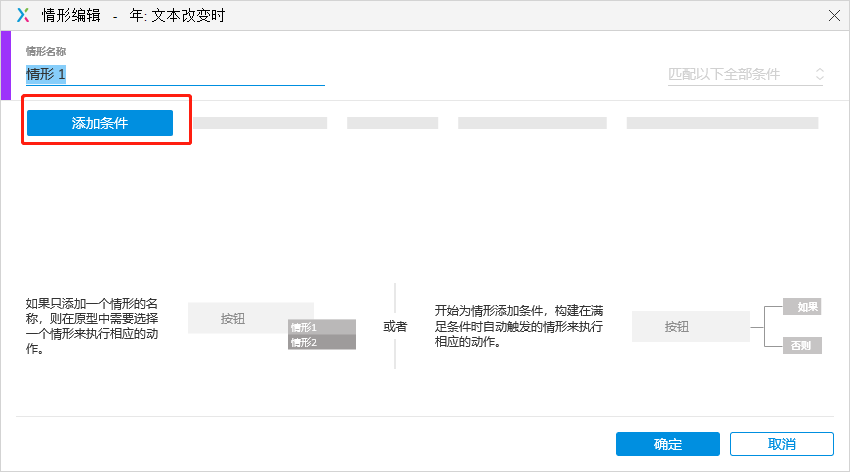 情形编辑 - 年: 文本改变时
情形名称
情形 1
匹配以下全部条件
添加条件
如果只添加一个情形的名
称，则在原型中需要选择
一个情形来执行相应的动
作。
按钮
情形1
情形2
或者
开始为情形添加条件，构建在满
足条件时自动触发的情形来执行
相应的动作。
按钮
如果
否则
确定
取消